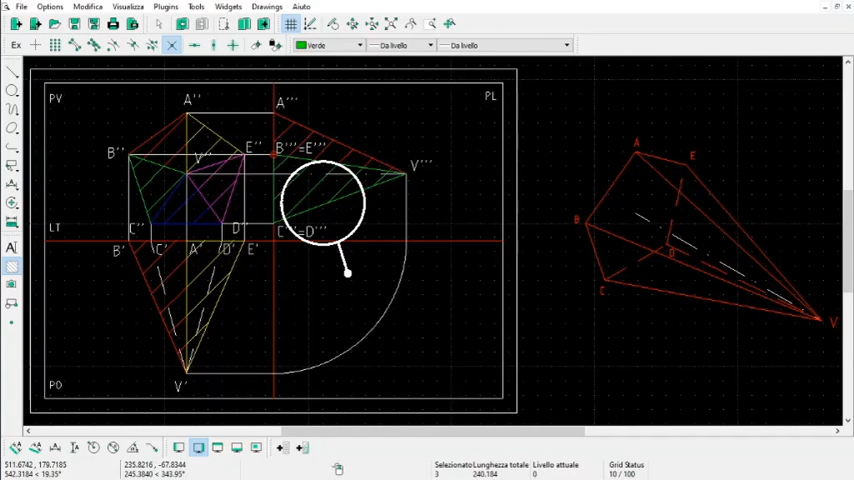 File Options Modifica Visualizza Plugins Tools Widgets Drawings Aiuto
Ex Verde Da livello Da livello
PV A'' A''' PL A E
B'' V'' E'' B'''=E''' V'''
B D
LT C'' D'' C'''=D'''
B' C' A' D' E' C
V
PO V'
511.6742 , 179.7185 235.8216 , -67.8344 Selezionato Lunghezza totale Livello attuale Grid Status
542.3184 < 19.35° 245.3840 < 343.95° 3 240.184 0 10 / 100